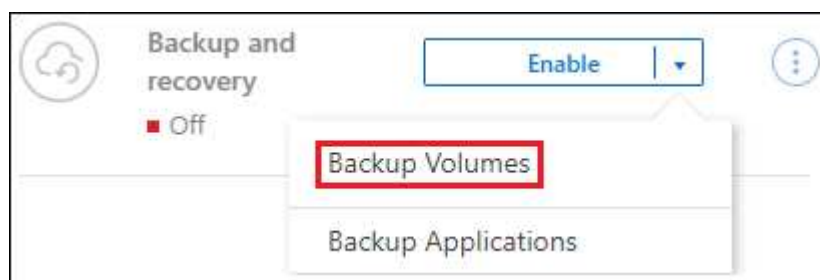 Backup and
recovery
Enable
Off
Backup Volumes
Backup Applications